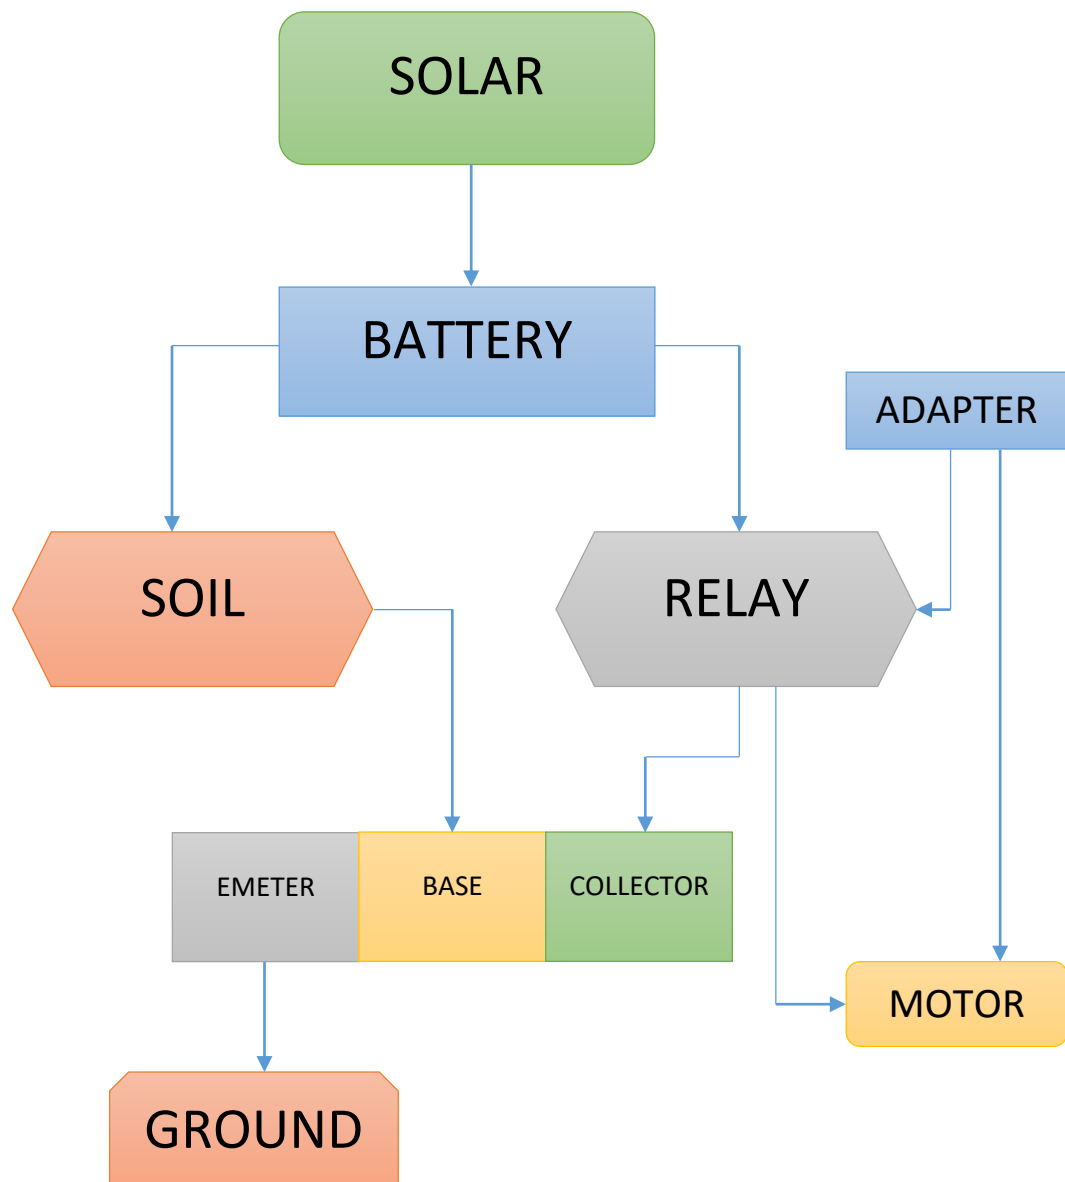 SOLAR
BATTERY
ADAPTER
SOIL
RELAY
EMETER
BASE
COLLECTOR
MOTOR
GROUND